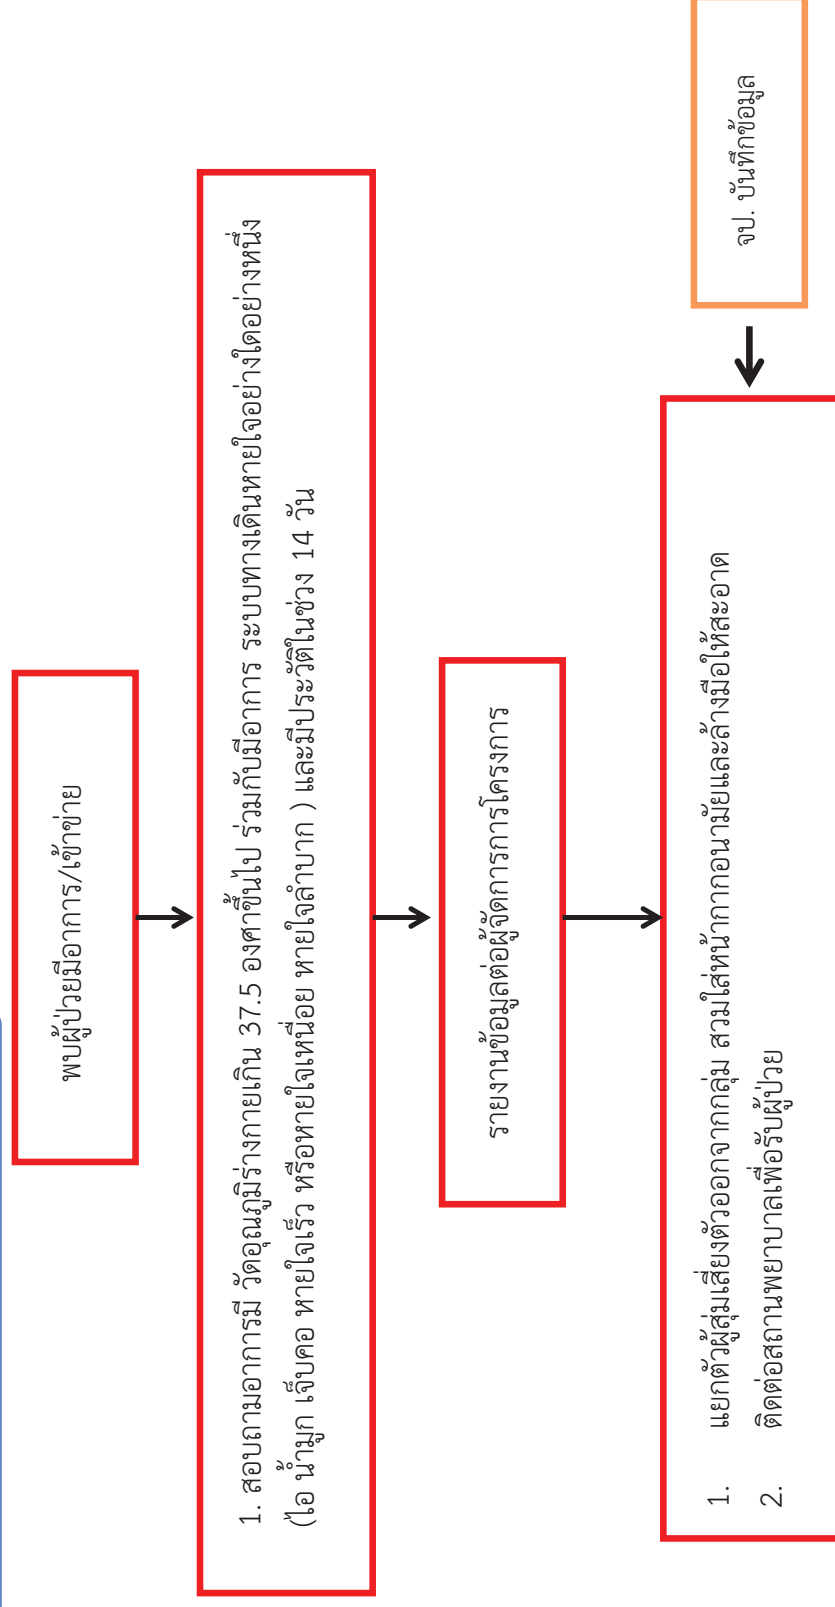 พบผู้ป่วยมีอาการ/เข้าข่าย
1. สอบถามอาการมี วัดอุณภูมิร่างกายเกิน 37.5 องศาขึ้นไป ร่วมกับมีอาการ ระบบทางเดินหายใจอย่างใดอย่างหนึ่ง
(ไอ น้ำมูก เจ็บคอ หายใจเร็ว หรือหายใจเหนื่อย หายใจลำบาก ) และมีประวัติในช่วง 14 วัน
รายงานข้อมูลต่อผู้จัดการการโครงการ
1. แยกตัวผู้สุ่มเสี่ยงตัวออกจากกลุ่ม สวมใส่หน้ากากอนามัยและล้างมือให้สะอาด
2. ติดต่อสถานพยาบาลเพื่อรับผู้ป่วย
จป. บันทึกข้อมูล